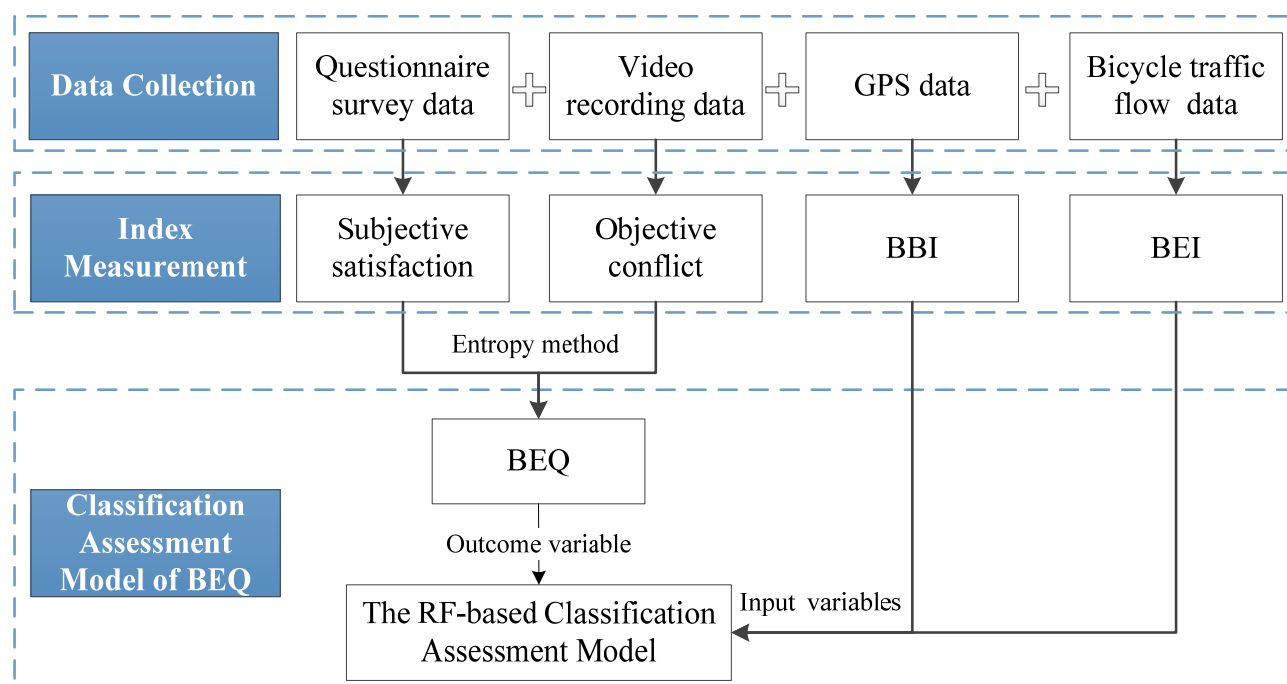 Data Collection
Questionnaire
survey data
Video
recording data
GPS data
Bicycle traffic
flow data
Index
Measurement
Subjective
satisfaction
Objective
conflict
BBI
BEI
Entropy method
BEQ
Classification
Assessment
Model of BEQ
Outcome variable
The RF-based Classification
Assessment Model
Input variables